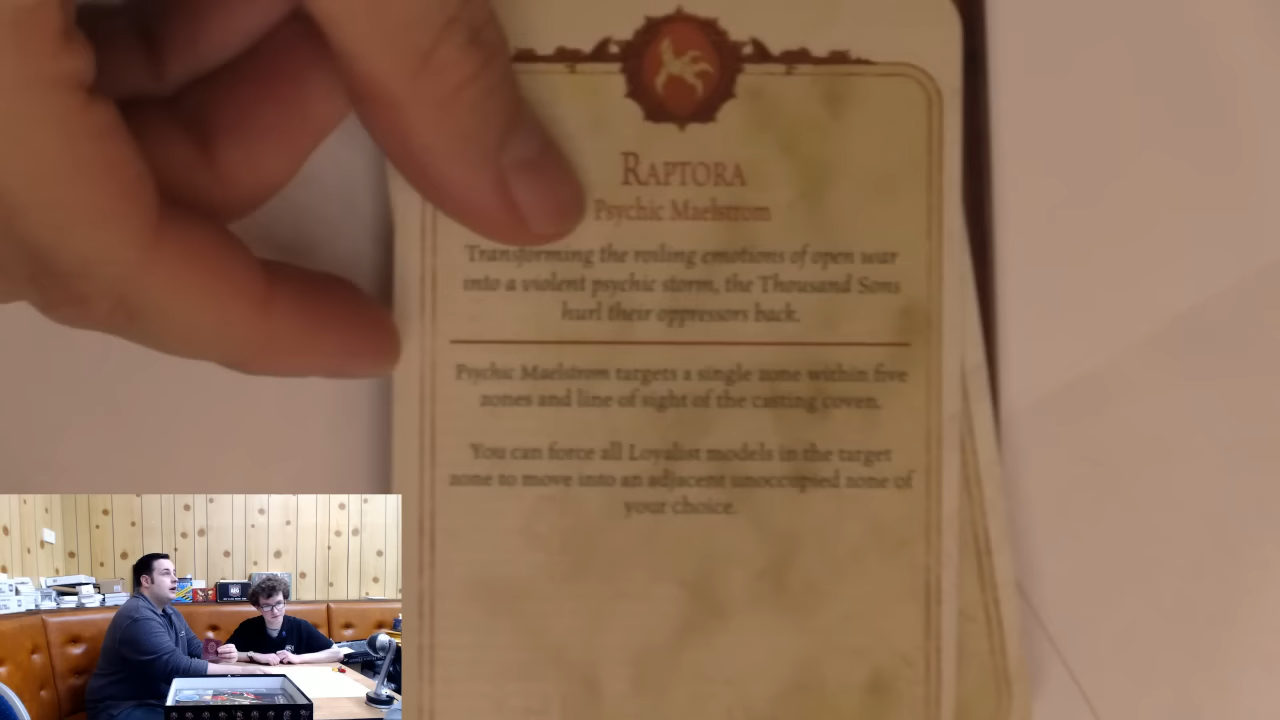 RAPTORA
Psychic Maelstrom
Transforming the roiling emotions of open war
into a violent psychic storm, the Thousand Sons
hurl their oppressors back.
Psychic Maelstrom targets a single zone within five
zones and line of sight of the casting coven.
You can force all Loyalist models in the target
zone to move into an adjacent unoccupied zone of
your choice.